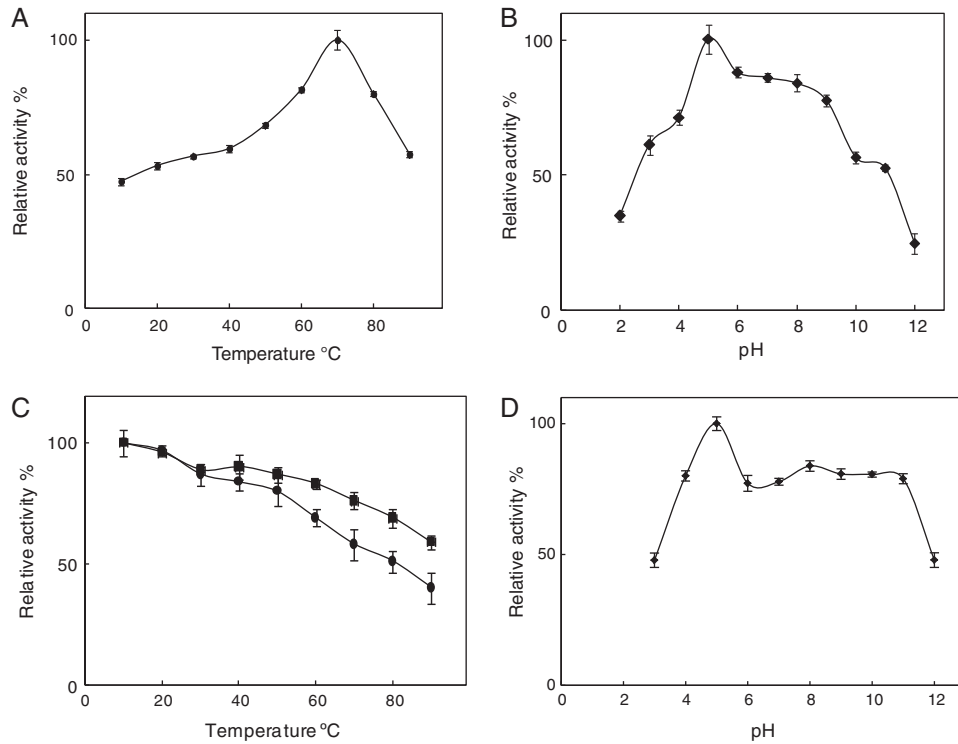 A
100
50
0
Relative activity %
0 20 40 60 80
Temperature °C
B
100
50
0
Relative activity %
0 2 4 6 8 10 12
pH
C
100
50
0
Relative activity %
20 40 60 80
Temperature ºC
D
100
50
0
Relative activity %
0 2 4 6 8 10 12
pH